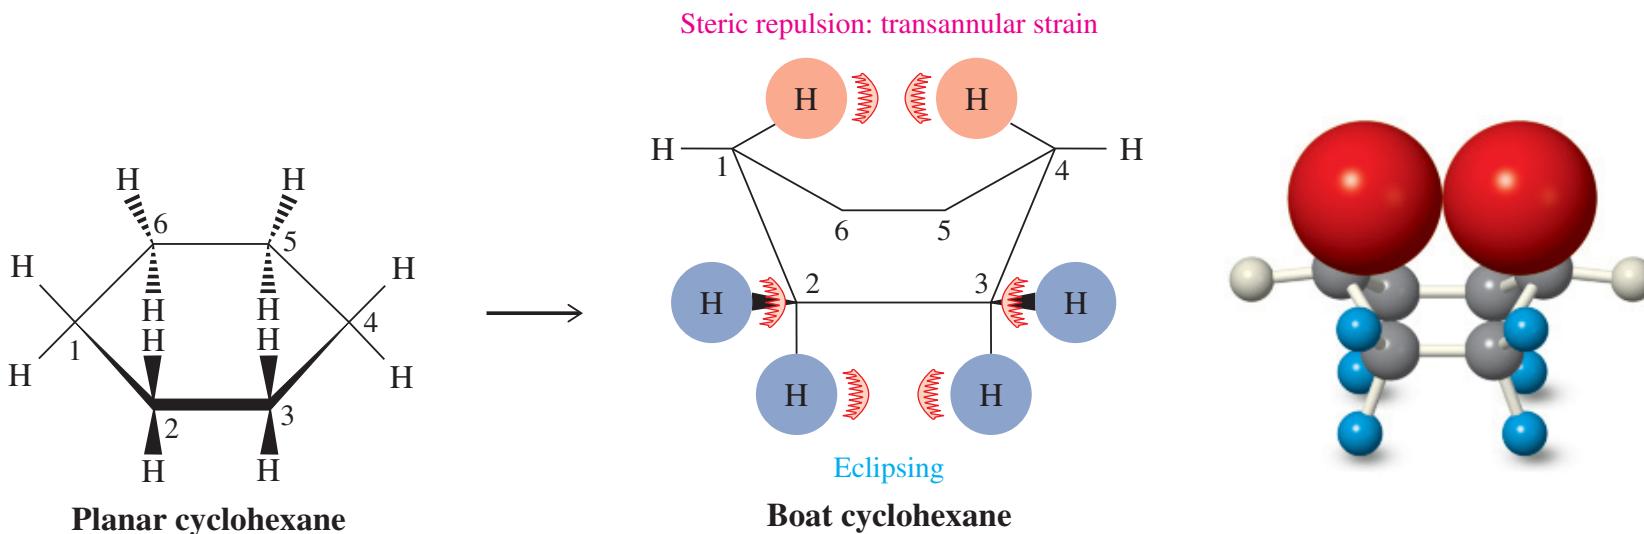 Steric repulsion: transannular strain
H H
H 1 4 H
6 5
H 2 3 H
H H
Eclipsing
Boat cyclohexane
H H
6 5
H H
H H
H H
1 4
H H
2 3
H H
Planar cyclohexane